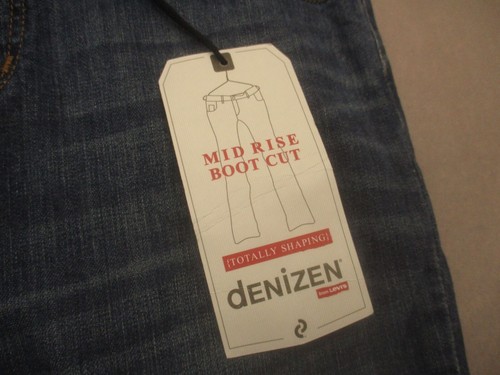 MID RISE
BOOT CUT
{TOTALLY SHAPING}
dENiZEN®
from LEVI'S